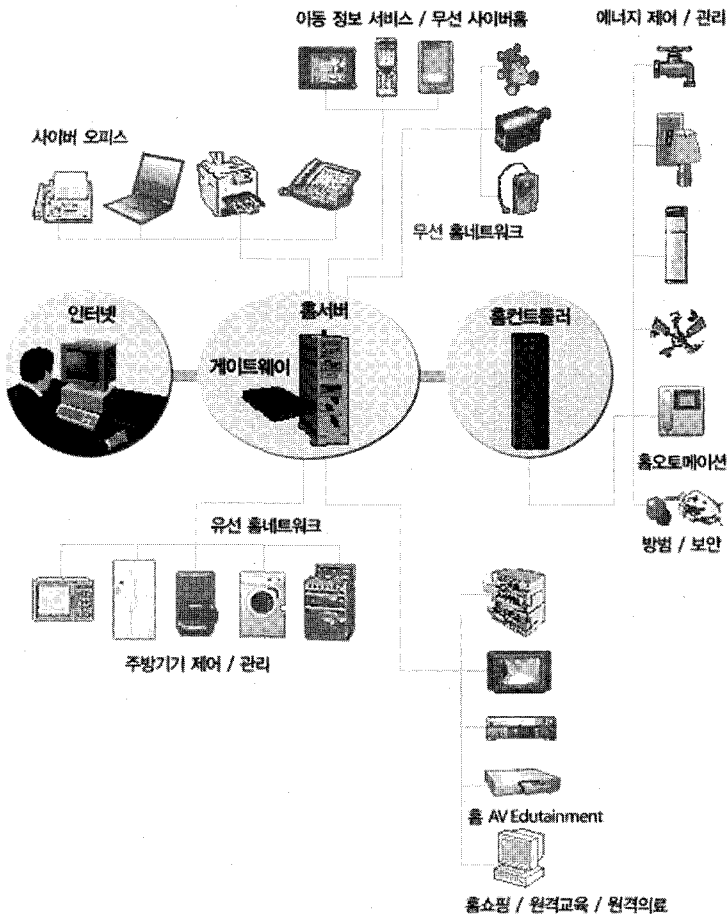 이동 정보 서비스 / 무선 사이버홈
에너지 제어 / 관리
사이버 오피스
무선 홈네트워크
인터넷
홈서버
게이트웨이
홈컨트롤러
홈오토메이션
방범 / 보안
유선 홈네트워크
주방기기 제어 / 관리
홈 AV Edutainment
홈쇼핑 / 원격교육 / 원격의료